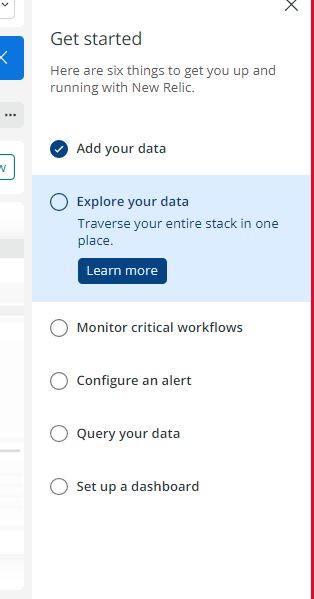 Get started
Here are six things to get you up and
running with New Relic.
Add your data
Explore your data
Traverse your entire stack in one
place.
Learn more
Monitor critical workflows
Configure an alert
Query your data
Set up a dashboard